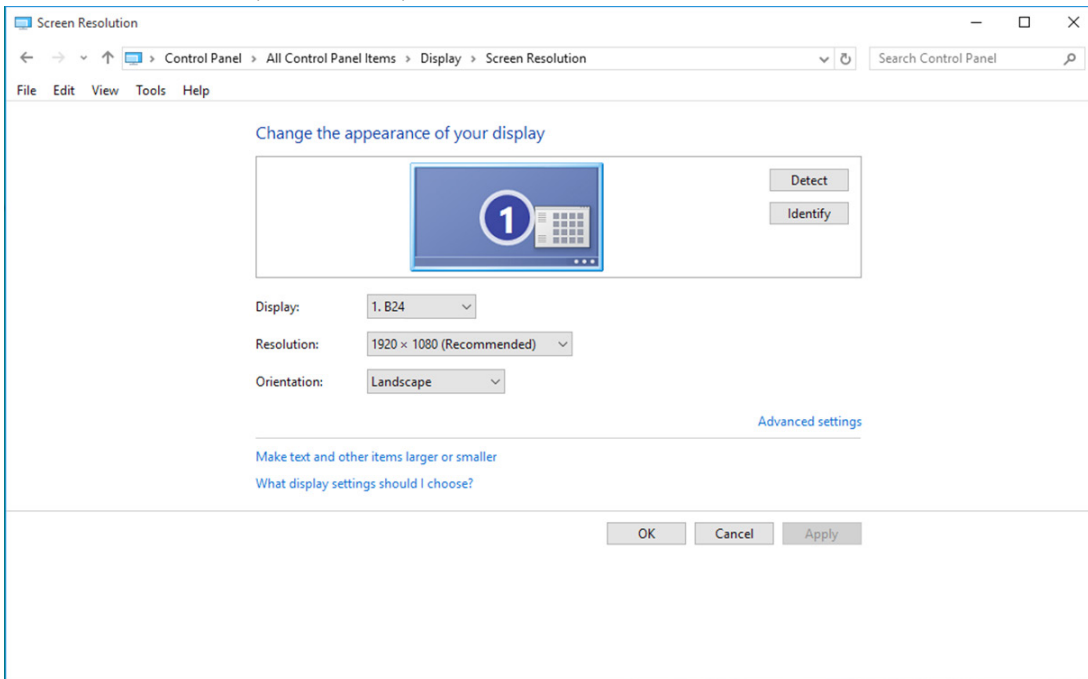 Screen Resolution
Control Panel > All Control Panel Items > Display > Screen Resolution
Search Control Panel
File Edit View Tools Help
Change the appearance of your display
1
Detect
Identify
Display: 1. B24
Resolution: 1920 × 1080 (Recommended)
Orientation: Landscape
Advanced settings
Make text and other items larger or smaller
What display settings should I choose?
OK Cancel Apply